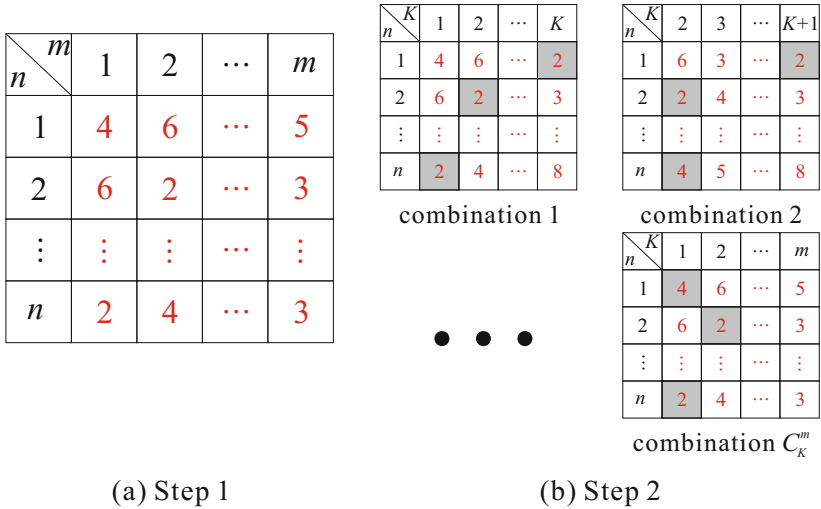 m
n 1 2 ⋯ m
1 4 6 ⋯ 5
2 6 2 ⋯ 3
⋮ ⋮ ⋮ ⋯ ⋮
n 2 4 ⋯ 3
(a) Step 1
K
n 1 2 ⋯ K
1 4 6 ⋯ 2
2 6 2 ⋯ 3
⋮ ⋮ ⋮ ⋯ ⋮
n 2 4 ⋯ 8
combination 1
K
n 2 3 ⋯ K+1
1 6 3 ⋯ 2
2 2 4 ⋯ 3
⋮ ⋮ ⋮ ⋯ ⋮
n 4 5 ⋯ 8
combination 2
K
n 1 2 ⋯ m
1 4 6 ⋯ 5
2 6 2 ⋯ 3
⋮ ⋮ ⋮ ⋯ ⋮
n 2 4 ⋯ 3
combination C_K^m
(b) Step 2